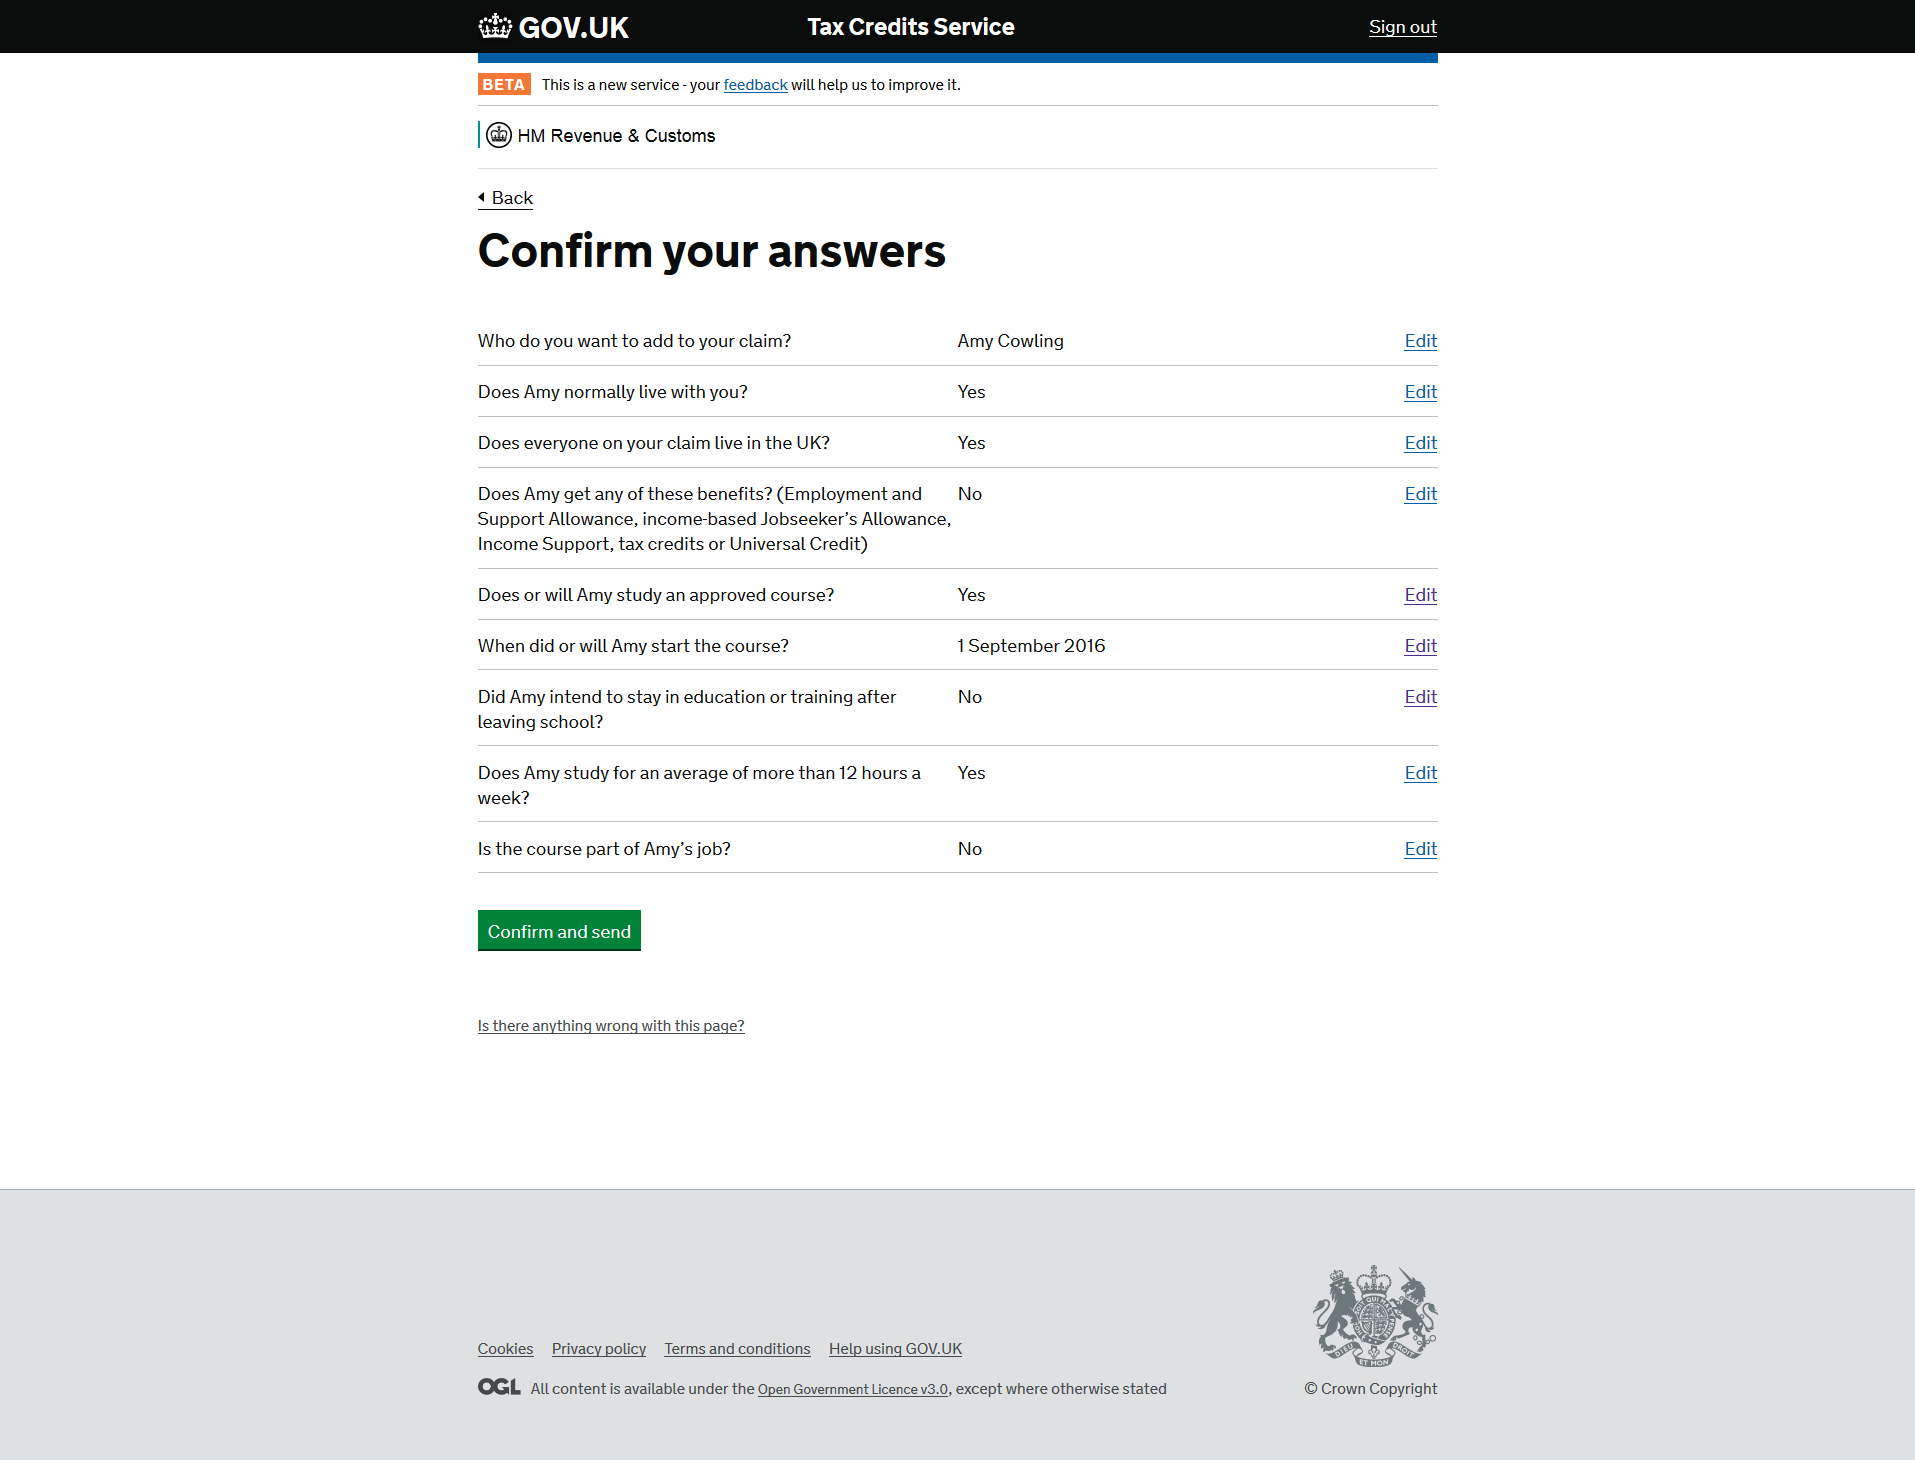 GOV.UK Tax Credits Service Sign out
BETA This is a new service - your feedback will help us to improve it.
HM Revenue & Customs
Back
Confirm your answers
Who do you want to add to your claim? Amy Cowling Edit
Does Amy normally live with you? Yes Edit
Does everyone on your claim live in the UK? Yes Edit
Does Amy get any of these benefits? (Employment and No Edit
Support Allowance, income-based Jobseeker’s Allowance,
Income Support, tax credits or Universal Credit)
Does or will Amy study an approved course? Yes Edit
When did or will Amy start the course? 1 September 2016 Edit
Did Amy intend to stay in education or training after No Edit
leaving school?
Does Amy study for an average of more than 12 hours a Yes Edit
week?
Is the course part of Amy’s job? No Edit
Confirm and send
Is there anything wrong with this page?
DIEU ET MON DROIT
Cookies Privacy policy Terms and conditions Help using GOV.UK
OGL All content is available under the Open Government Licence v3.0, except where otherwise stated © Crown Copyright